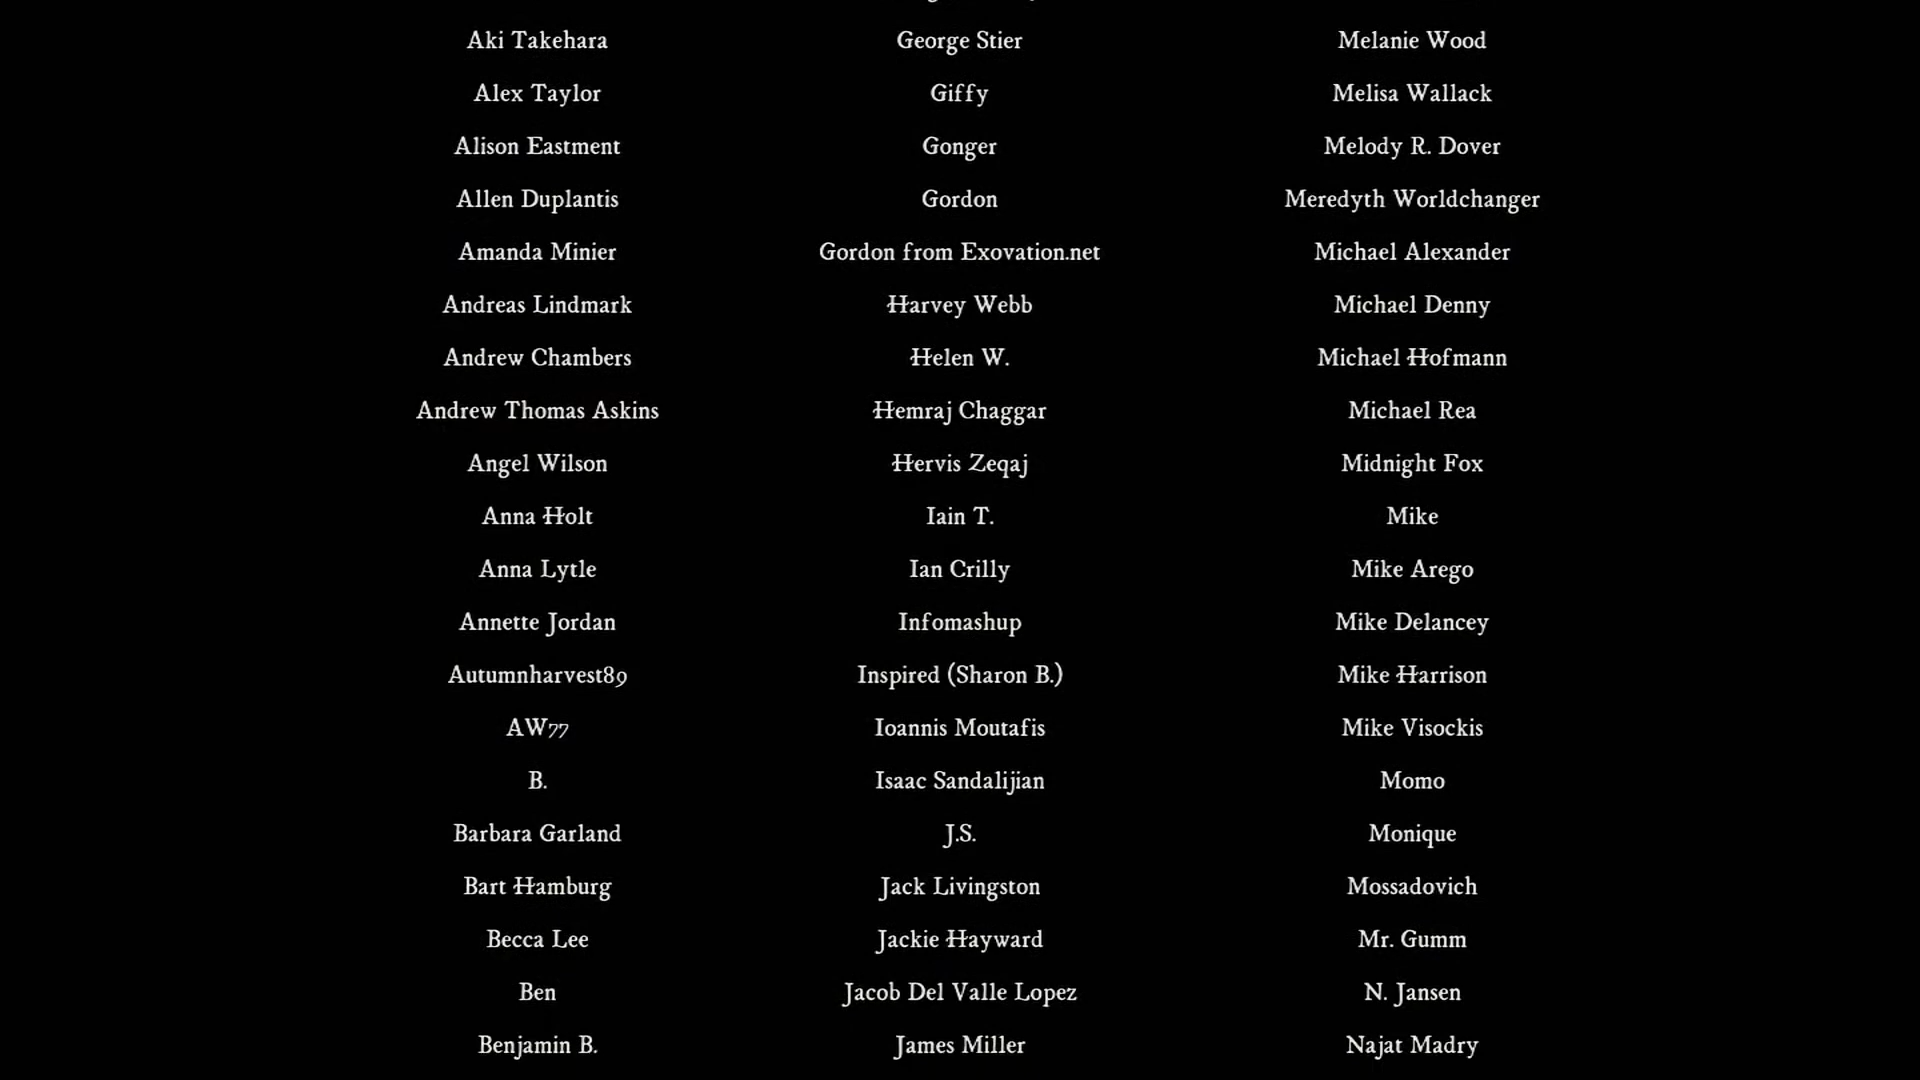 Aki Takehara
Alex Taylor
Alison Eastment
Allen Duplantis
Amanda Minier
Andreas Lindmark
Andrew Chambers
Andrew Thomas Askins
Angel Wilson
Anna Holt
Anna Lytle
Annette Jordan
Autumnharvest89
AW77
B.
Barbara Garland
Bart Hamburg
Becca Lee
Ben
Benjamin B.
George Stier
Giffy
Gonger
Gordon
Gordon from Exovation.net
Harvey Webb
Helen W.
Hemraj Chaggar
Hervis Zeqaj
Iain T.
Ian Crilly
Infomashup
Inspired (Sharon B.)
Ioannis Moutafis
Isaac Sandalijian
J.S.
Jack Livingston
Jackie Hayward
Jacob Del Valle Lopez
James Miller
Melanie Wood
Melisa Wallack
Melody R. Dover
Meredyth Worldchanger
Michael Alexander
Michael Denny
Michael Hofmann
Michael Rea
Midnight Fox
Mike
Mike Arego
Mike Delancey
Mike Harrison
Mike Visockis
Momo
Monique
Mossadovich
Mr. Gumm
N. Jansen
Najat Madry